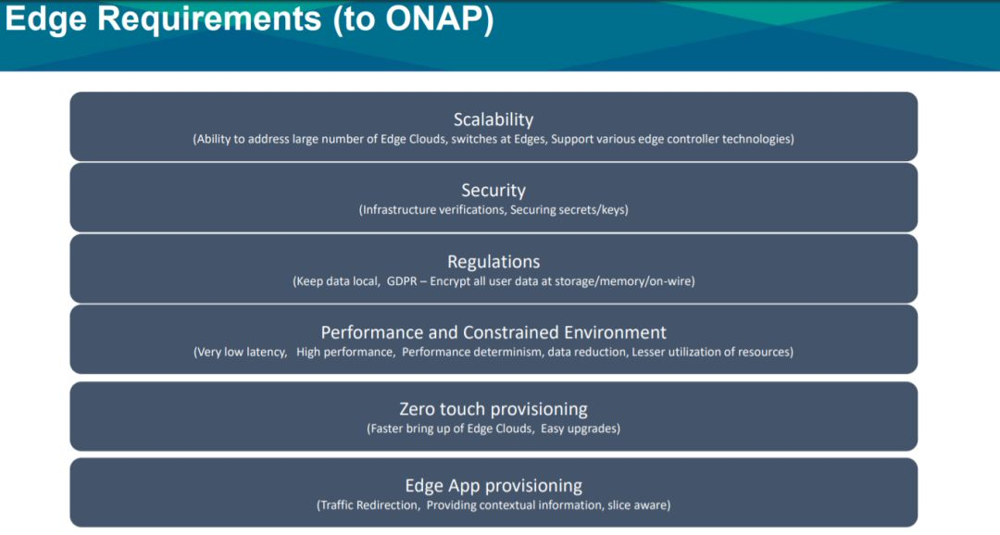 Edge Requirements (to ONAP)
Scalability
(Ability to address large number of Edge Clouds, switches at Edges, Support various edge controller technologies)
Security
(Infrastructure verifications, Securing secrets/keys)
Regulations
(Keep data local,  GDPR – Encrypt all user data at storage/memory/on-wire)
Performance and Constrained Environment
(Very low latency,   High performance,  Performance determinism, data reduction, Lesser utilization of resources)
Zero touch provisioning
(Faster bring up of Edge Clouds,  Easy upgrades)
Edge App provisioning
(Traffic Redirection,  Providing contextual information, slice aware)